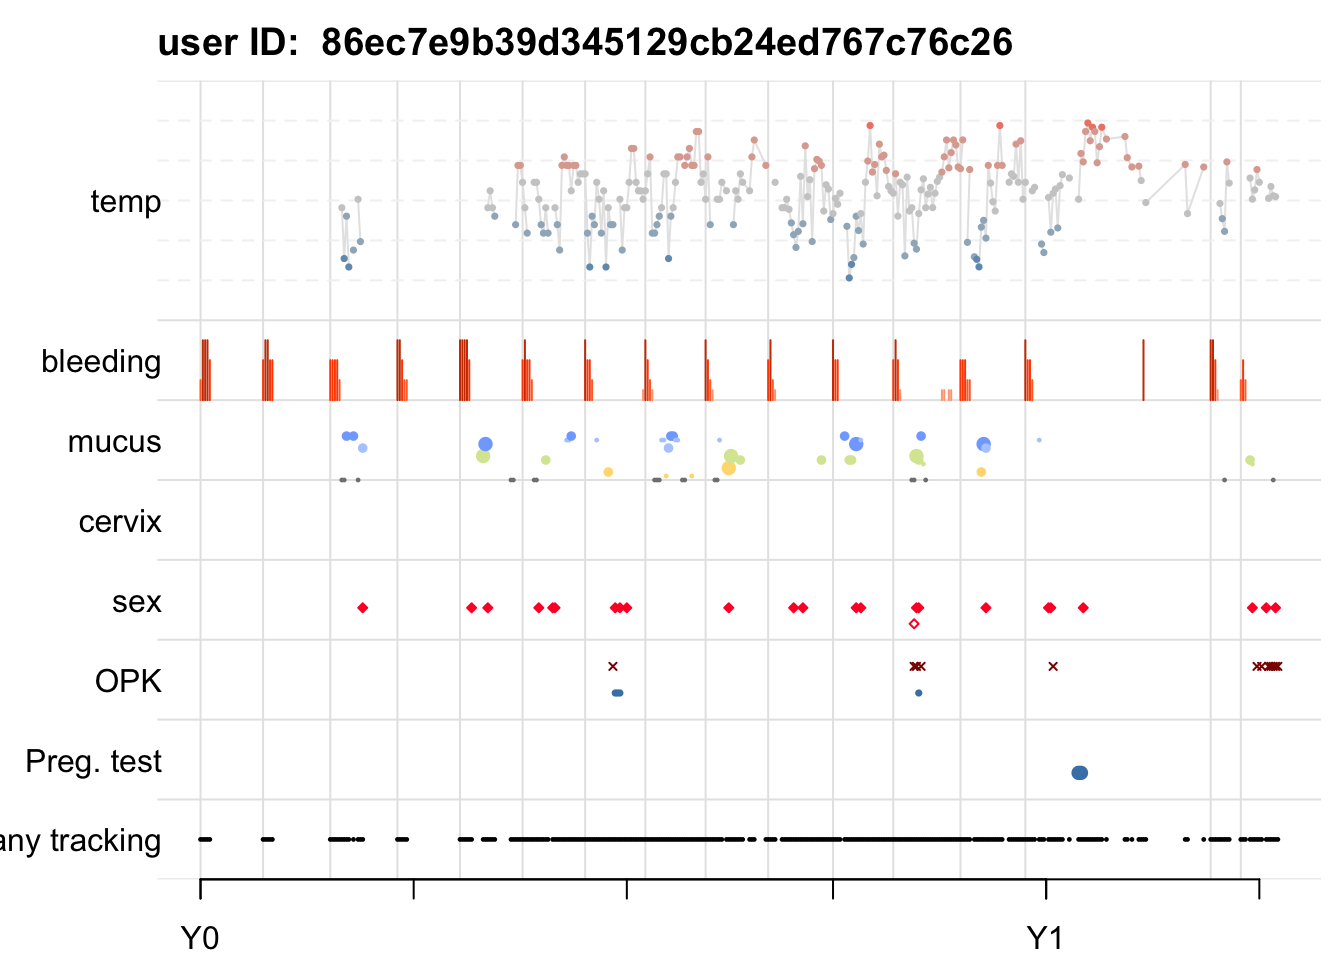 user ID:  86ec7e9b39d345129cb24ed767c76c26
temp
bleeding
mucus
cervix
sex
OPK
Preg. test
any tracking
Y0 Y1